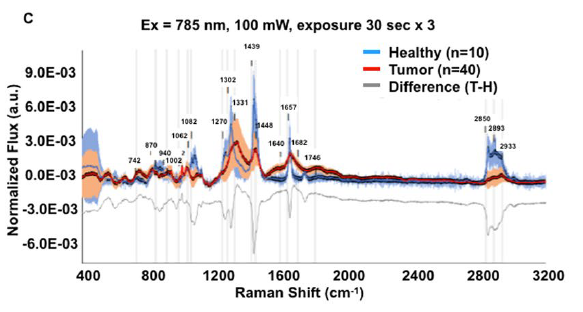 C
Ex = 785 nm, 100 mW, exposure 30 sec x 3
Normalized Flux (a.u.)
9.0E-03
6.0E-03
3.0E-03
0.0E-03
-3.0E-03
-6.0E-03
Healthy (n=10)
Tumor (n=40)
Difference (T-H)
742
870
940
1002
1062
1082
1270
1302
1331
1439
1448
1640
1657
1682
1746
2850
2893
2933
400
800
1200
1600
2000
2400
2800
3200
Raman Shift (cm-1)